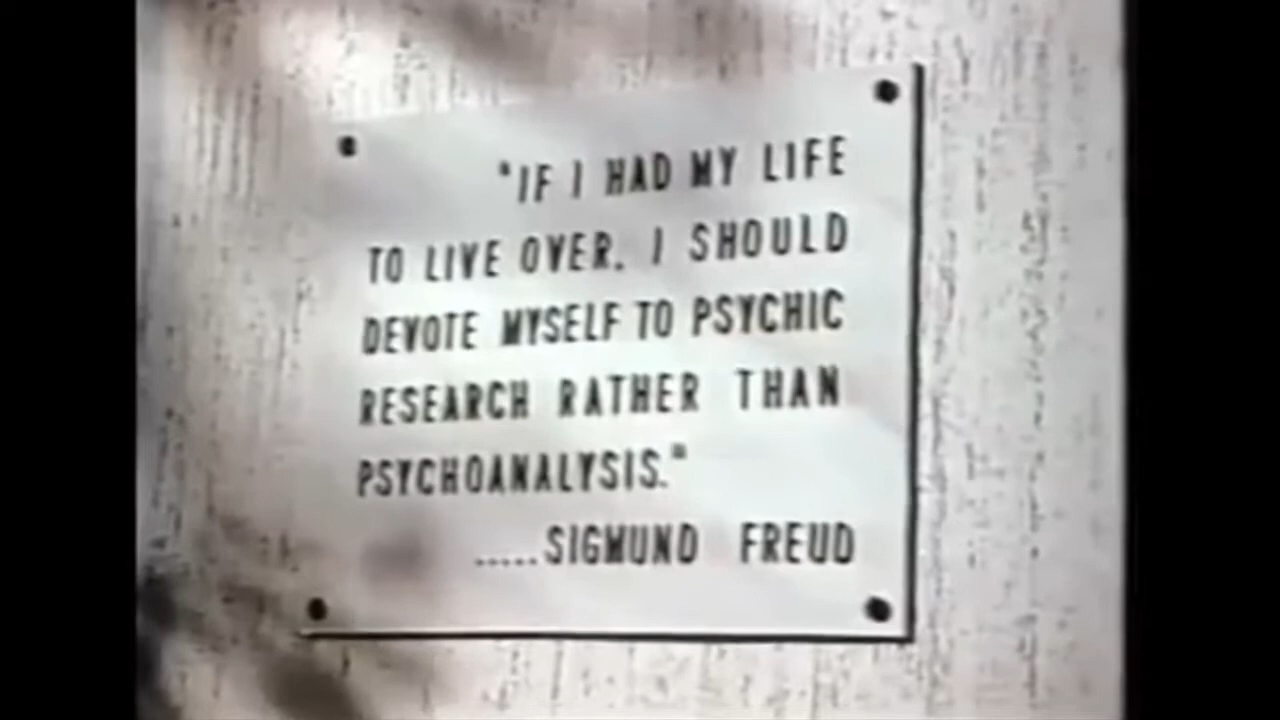 "IF I HAD MY LIFE
TO LIVE OVER, I SHOULD
DEVOTE MYSELF TO PSYCHIC
RESEARCH RATHER THAN
PSYCHOANALYSIS."
.....SIGMUND FREUD